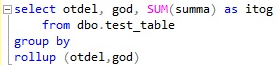 select otdel, god, SUM(summa) as itog
from dbo.test_table
group by
rollup (otdel,god)